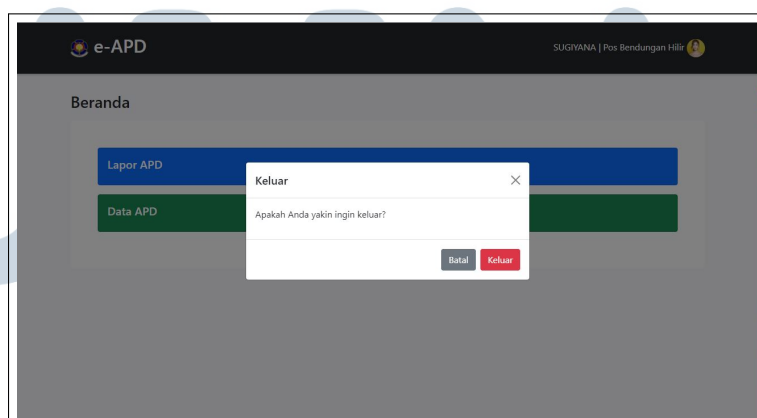 e-APD
SUGIYANA | Pos Bendungan Hilir
Beranda
Lapor APD
Keluar
Data APD
Apakah Anda yakin ingin keluar?
Batal
Keluar